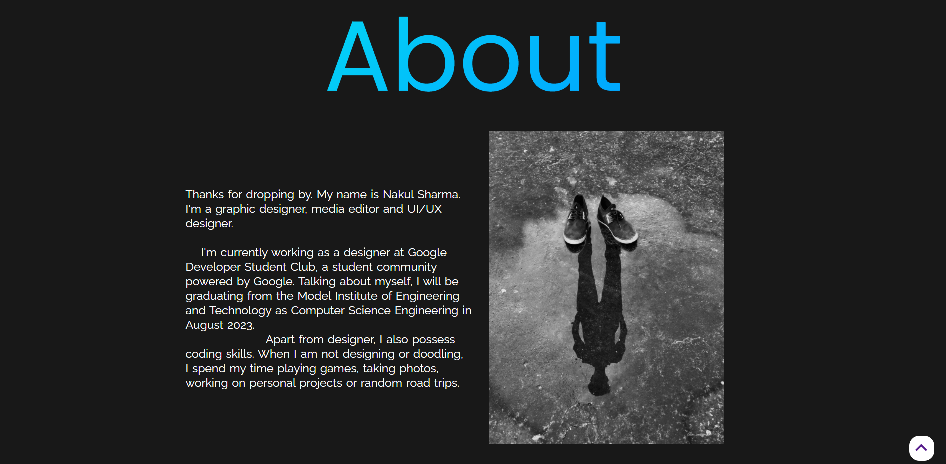 About
Thanks for dropping by. My name is Nakul Sharma.
I'm a graphic designer, media editor and UI/UX
designer.
I'm currently working as a designer at Google
Developer Student Club, a student community
powered by Google. Talking about myself, I will be
graduating from the Model Institute of Engineering
and Technology as Computer Science Engineering in
August 2023.
Apart from designer, I also possess
coding skills. When I am not designing or doodling,
I spend my time playing games, taking photos,
working on personal projects or random road trips.